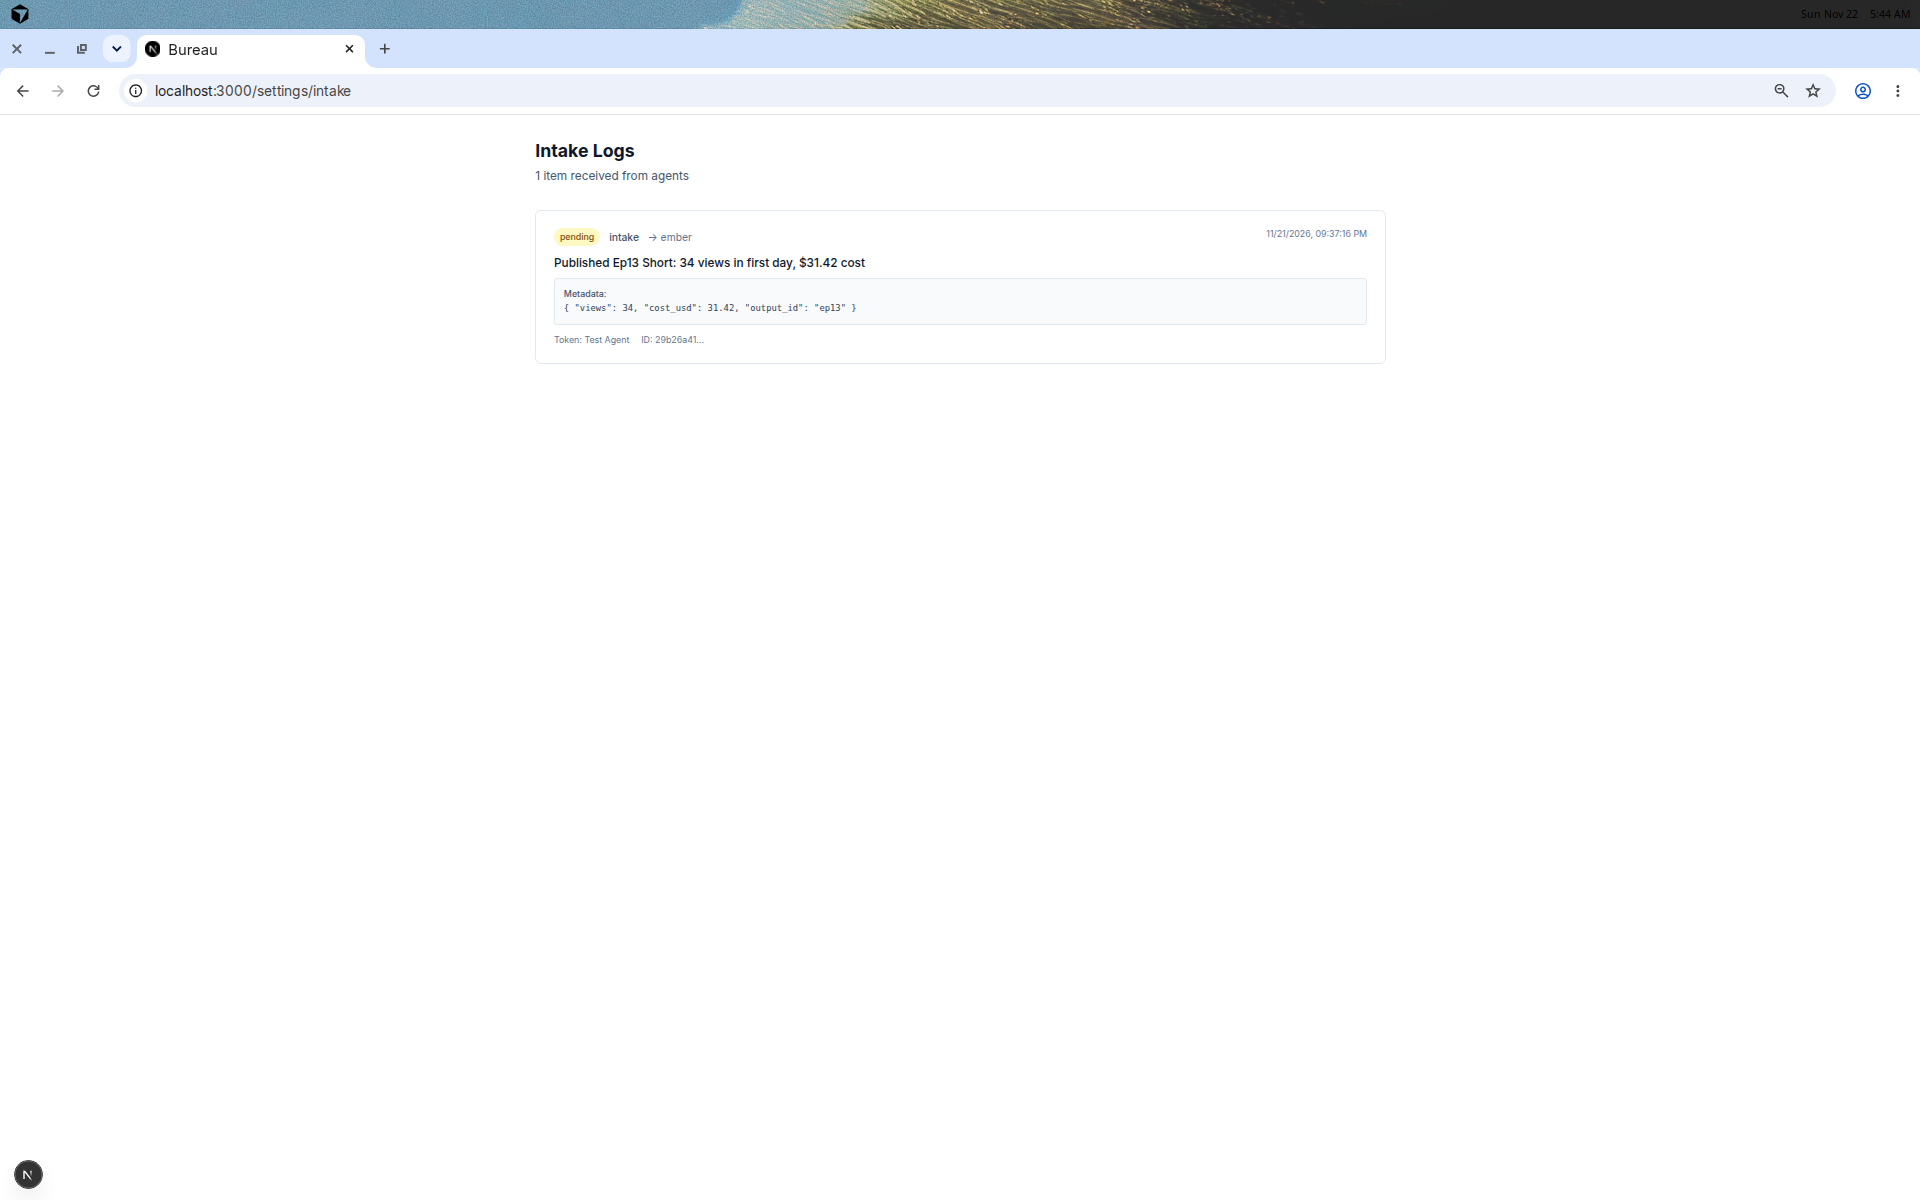 Sun Nov 22 5:44 AM
Bureau
localhost:3000/settings/intake
Intake Logs
1 item received from agents
pending intake → ember 11/21/2026, 09:37:16 PM
Published Ep13 Short: 34 views in first day, $31.42 cost
Metadata:
{ "views": 34, "cost_usd": 31.42, "output_id": "ep13" }
Token: Test Agent ID: 29b26a41...
N